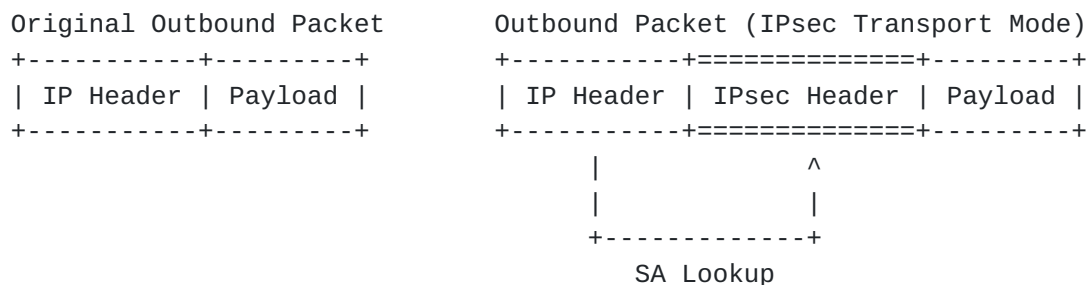 Original Outbound Packet       Outbound Packet (IPsec Transport Mode)
+-----------+---------+        +-----------+==============+---------+
| IP Header | Payload |        | IP Header | IPsec Header | Payload |
+-----------+---------+        +-----------+==============+---------+
                                     |             ^
                                     |             |
                                     +-------------+
                                        SA Lookup